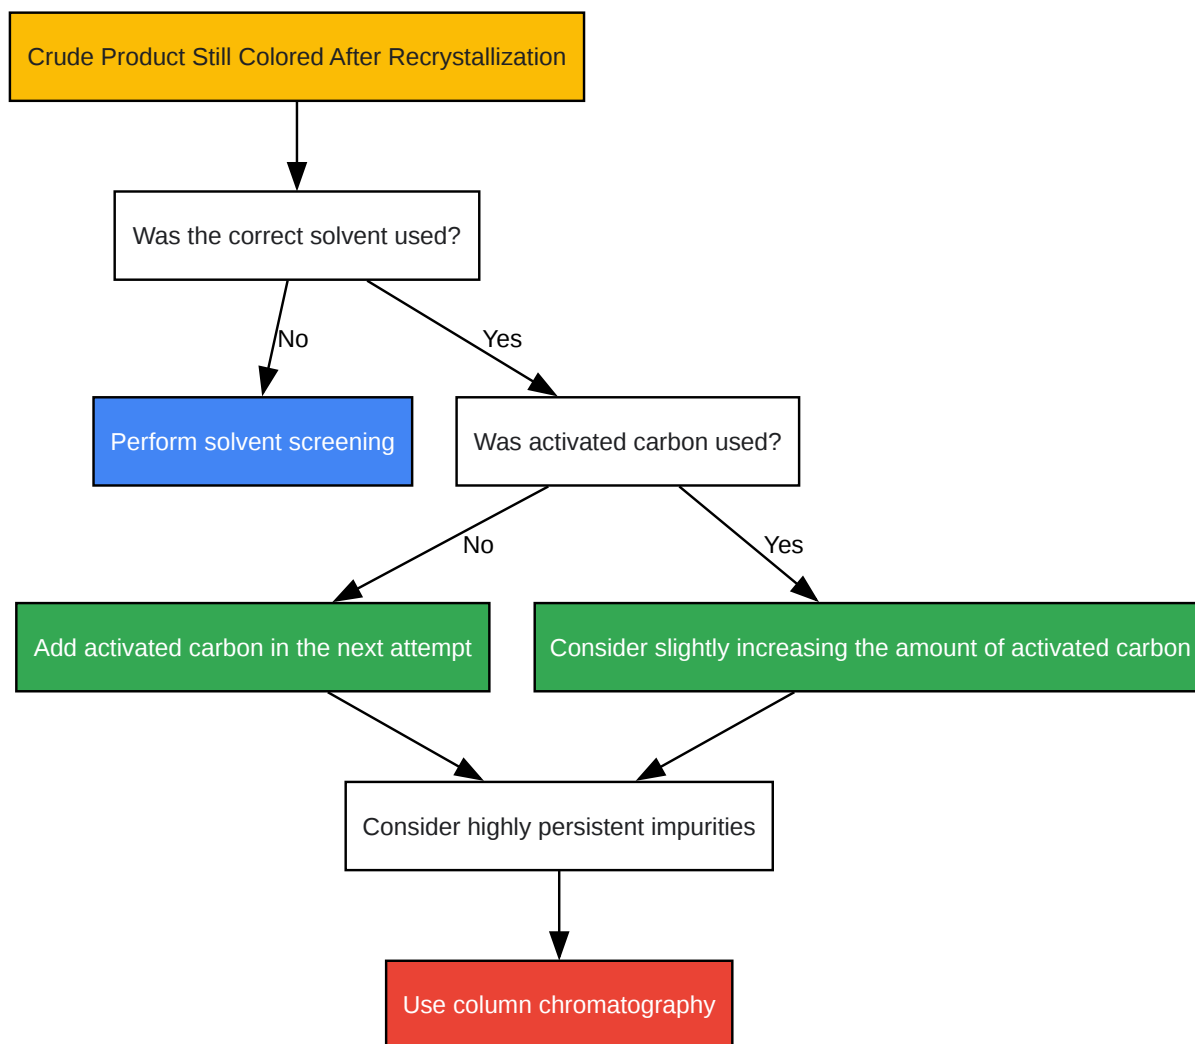 Crude Product Still Colored After Recrystallization
Was the correct solvent used?
No
Yes
Perform solvent screening
Was activated carbon used?
No
Yes
Add activated carbon in the next attempt
Consider slightly increasing the amount of activated carbon
Consider highly persistent impurities
Use column chromatography